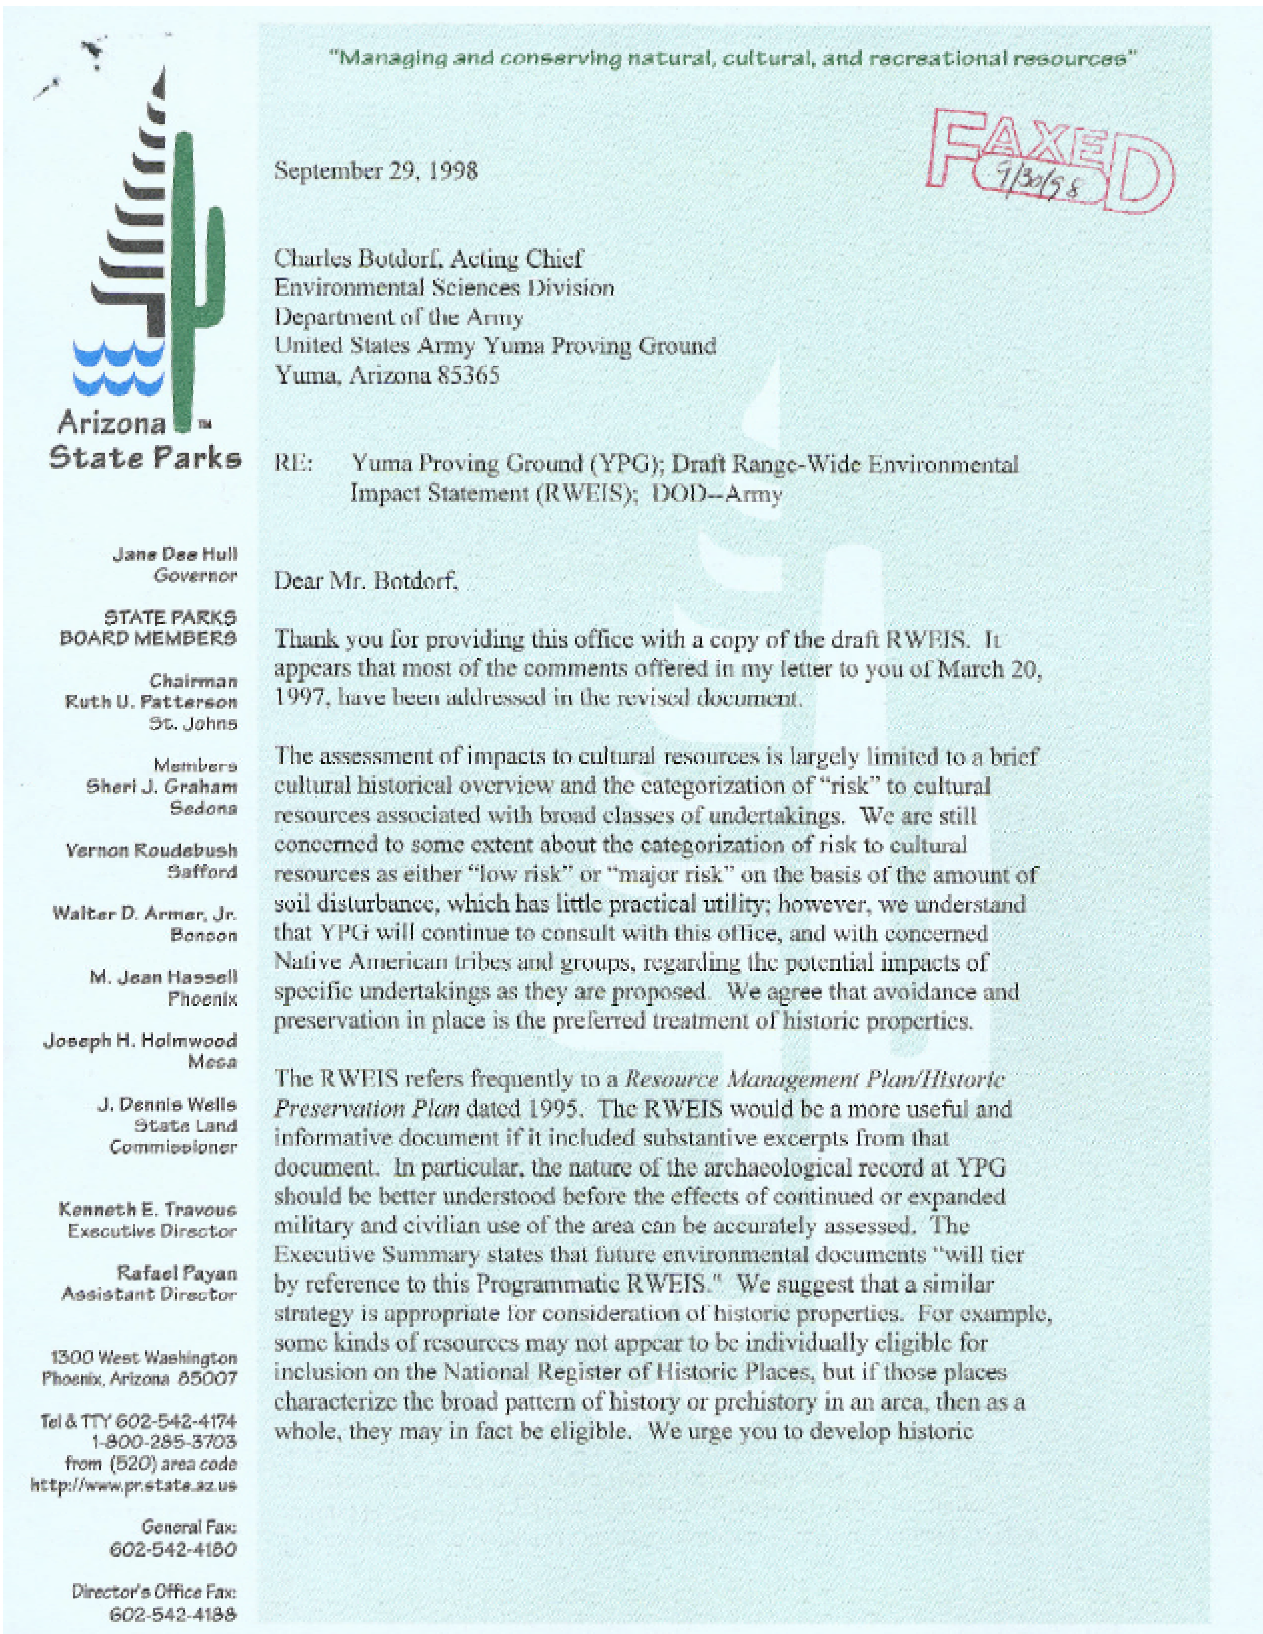 "Managing and conserving natural, cultural, and recreational resources"
FAXED
9/30/98
Arizona ™
State Parks
Jane Dee Hull
Governor
STATE PARKS
BOARD MEMBERS
Chairman
Ruth U. Patterson
St. Johns
Members
Sheri J. Graham
Sedona
Vernon Roudebush
Safford
Walter D. Armer, Jr.
Benson
M. Jean Hassell
Phoenix
Joseph H. Holmwood
Mesa
J. Dennis Wells
State Land
Commissioner
Kenneth E. Travous
Executive Director
Rafael Payan
Assistant Director
1300 West Washington
Phoenix, Arizona 85007
Tel & TTY 602-542-4174
1-800-285-3703
from (520) area code
http://www.pr.state.az.us
General Fax:
602-542-4180
Director's Office Fax:
602-542-4188
September 29, 1998
Charles Botdorf, Acting Chief
Environmental Sciences Division
Department of the Army
United States Army Yuma Proving Ground
Yuma, Arizona 85365
RE: Yuma Proving Ground (YPG); Draft Range-Wide Environmental
Impact Statement (RWEIS); DOD--Army
Dear Mr. Botdorf,
Thank you for providing this office with a copy of the draft RWEIS. It
appears that most of the comments offered in my letter to you of March 20,
1997, have been addressed in the revised document.
The assessment of impacts to cultural resources is largely limited to a brief
cultural historical overview and the categorization of "risk" to cultural
resources associated with broad classes of undertakings. We are still
concerned to some extent about the categorization of risk to cultural
resources as either "low risk" or "major risk" on the basis of the amount of
soil disturbance, which has little practical utility; however, we understand
that YPG will continue to consult with this office, and with concerned
Native American tribes and groups, regarding the potential impacts of
specific undertakings as they are proposed. We agree that avoidance and
preservation in place is the preferred treatment of historic properties.
The RWEIS refers frequently to a Resource Management Plan/Historic
Preservation Plan dated 1995. The RWEIS would be a more useful and
informative document if it included substantive excerpts from that
document. In particular, the nature of the archaeological record at YPG
should be better understood before the effects of continued or expanded
military and civilian use of the area can be accurately assessed. The
Executive Summary states that future environmental documents "will tier
by reference to this Programmatic RWEIS." We suggest that a similar
strategy is appropriate for consideration of historic properties. For example,
some kinds of resources may not appear to be individually eligible for
inclusion on the National Register of Historic Places, but if those places
characterize the broad pattern of history or prehistory in an area, then as a
whole, they may in fact be eligible. We urge you to develop historic